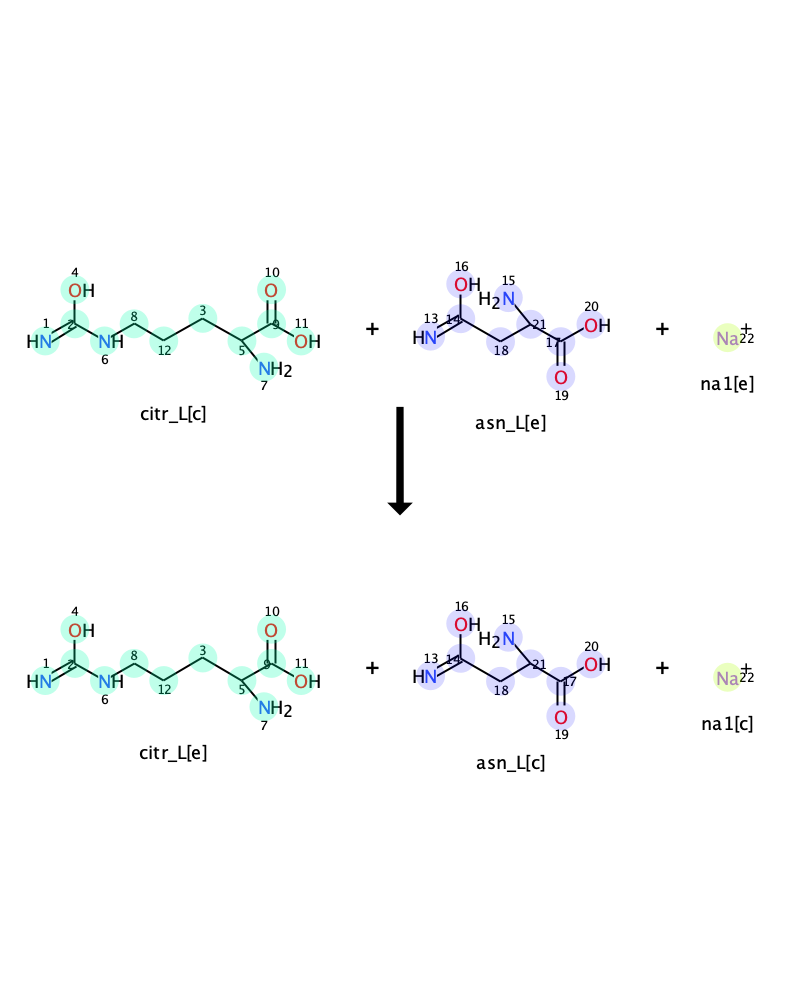 4 10 16 15
OH O OH H2N 20
1 2 8 3 9 11 13 14 21 17 OH +
HN NH 12 5 OH HN 18 Na 22
6 7 NH2 O 19
+ +
citr_L[c] asn_L[e] na1[e]
4 10 16 15
OH O OH H2N 20
1 2 8 3 9 11 13 14 21 17 OH +
HN NH 12 5 OH HN 18 Na 22
6 7 NH2 O 19
+ +
citr_L[e] asn_L[c] na1[c]